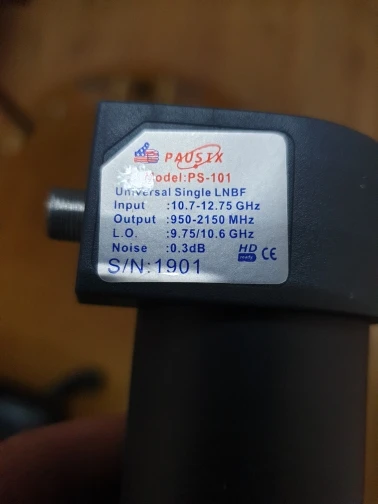 PAUSIX
Model:PS-101
Universal Single LNBF
Input :10.7-12.75 GHz
Output :950-2150 MHz
L.O. :9.75/10.6 GHz
Noise :0.3dB HD
CE
S/N:1901